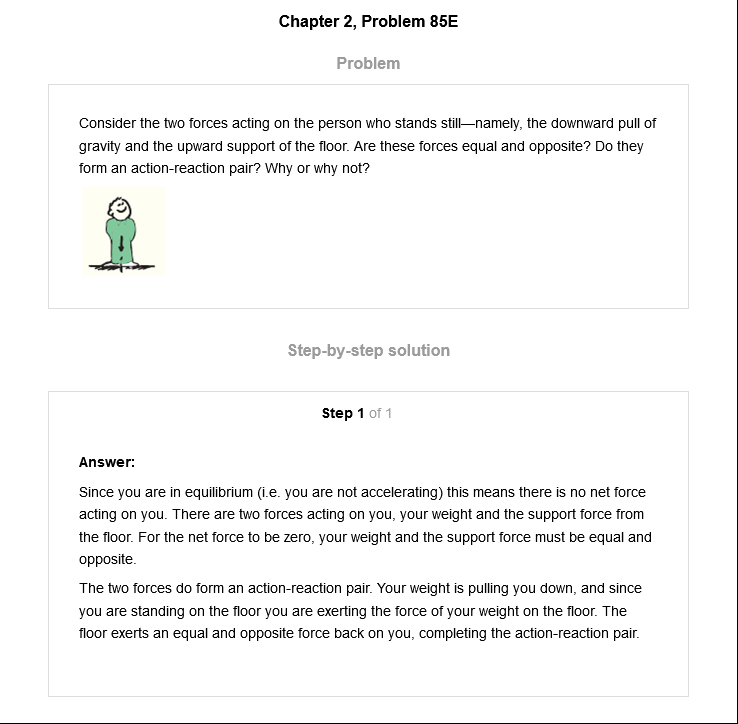 Chapter 2, Problem 85E
Problem
Consider the two forces acting on the person who stands still—namely, the downward pull of
gravity and the upward support of the floor. Are these forces equal and opposite? Do they
form an action-reaction pair? Why or why not?
Step-by-step solution
Step 1 of 1
Answer:
Since you are in equilibrium (i.e. you are not accelerating) this means there is no net force
acting on you. There are two forces acting on you, your weight and the support force from
the floor. For the net force to be zero, your weight and the support force must be equal and
opposite.
The two forces do form an action-reaction pair. Your weight is pulling you down, and since
you are standing on the floor you are exerting the force of your weight on the floor. The
floor exerts an equal and opposite force back on you, completing the action-reaction pair.